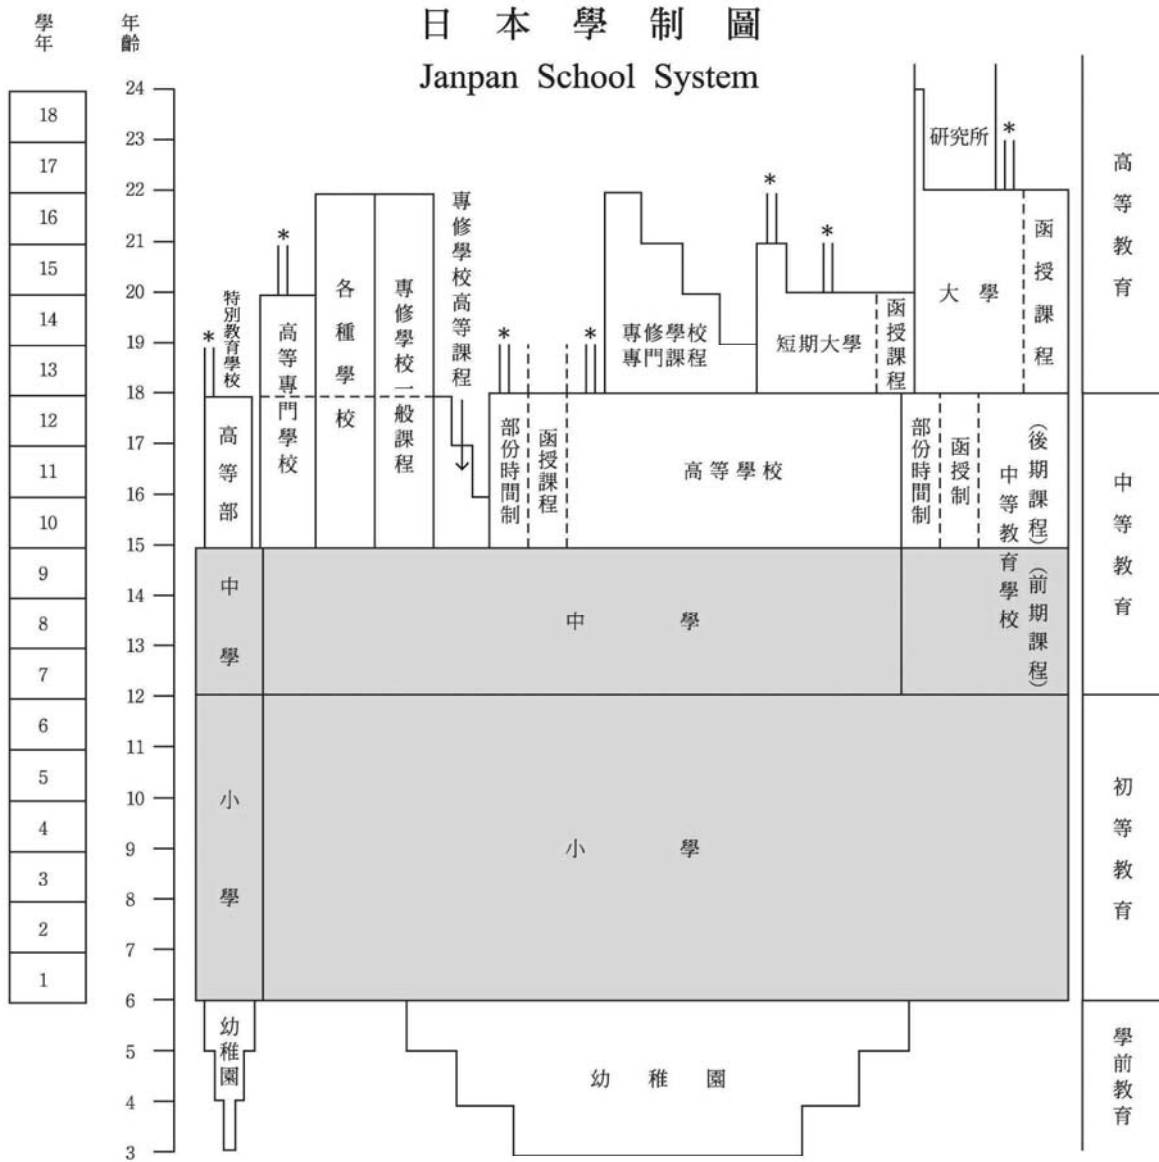 日本學制圖
Janpan School System
學年
年齡
24
23
22
21
20
19
18
17
16
15
14
13
12
11
10
9
8
7
6
5
4
3
18
17
16
15
14
13
12
11
10
9
8
7
6
5
4
3
2
1
*
特別教育學校
高等部
*
高等專門學校
各種學校
專修學校一般課程
專修學校高等課程
*
部份時間制
函授課程
*
專修學校
專門課程
高等學校
*
*
短期大學
函授課程
研究所
*
大學
函授課程
部份時間制
函授制
中等教育學校
(後期課程)
(前期課程)
中學
中學
小學
小學
幼稚園
幼稚園
高等教育
中等教育
初等教育
學前教育